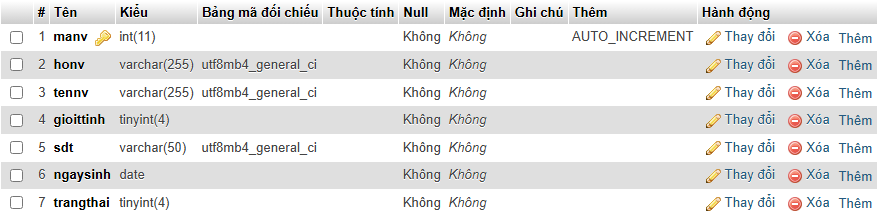 # Tên Kiểu Bảng mã đối chiếu Thuộc tính Null Mặc định Ghi chú Thêm Hành động
1 manv int(11) Không Không AUTO_INCREMENT Thay đổi Xóa Thêm
2 honv varchar(255) utf8mb4_general_ci Không Không Thay đổi Xóa Thêm
3 tennv varchar(255) utf8mb4_general_ci Không Không Thay đổi Xóa Thêm
4 gioittinh tinyint(4) Không Không Thay đổi Xóa Thêm
5 sdt varchar(50) utf8mb4_general_ci Không Không Thay đổi Xóa Thêm
6 ngaysinh date Không Không Thay đổi Xóa Thêm
7 trangthai tinyint(4) Không Không Thay đổi Xóa Thêm